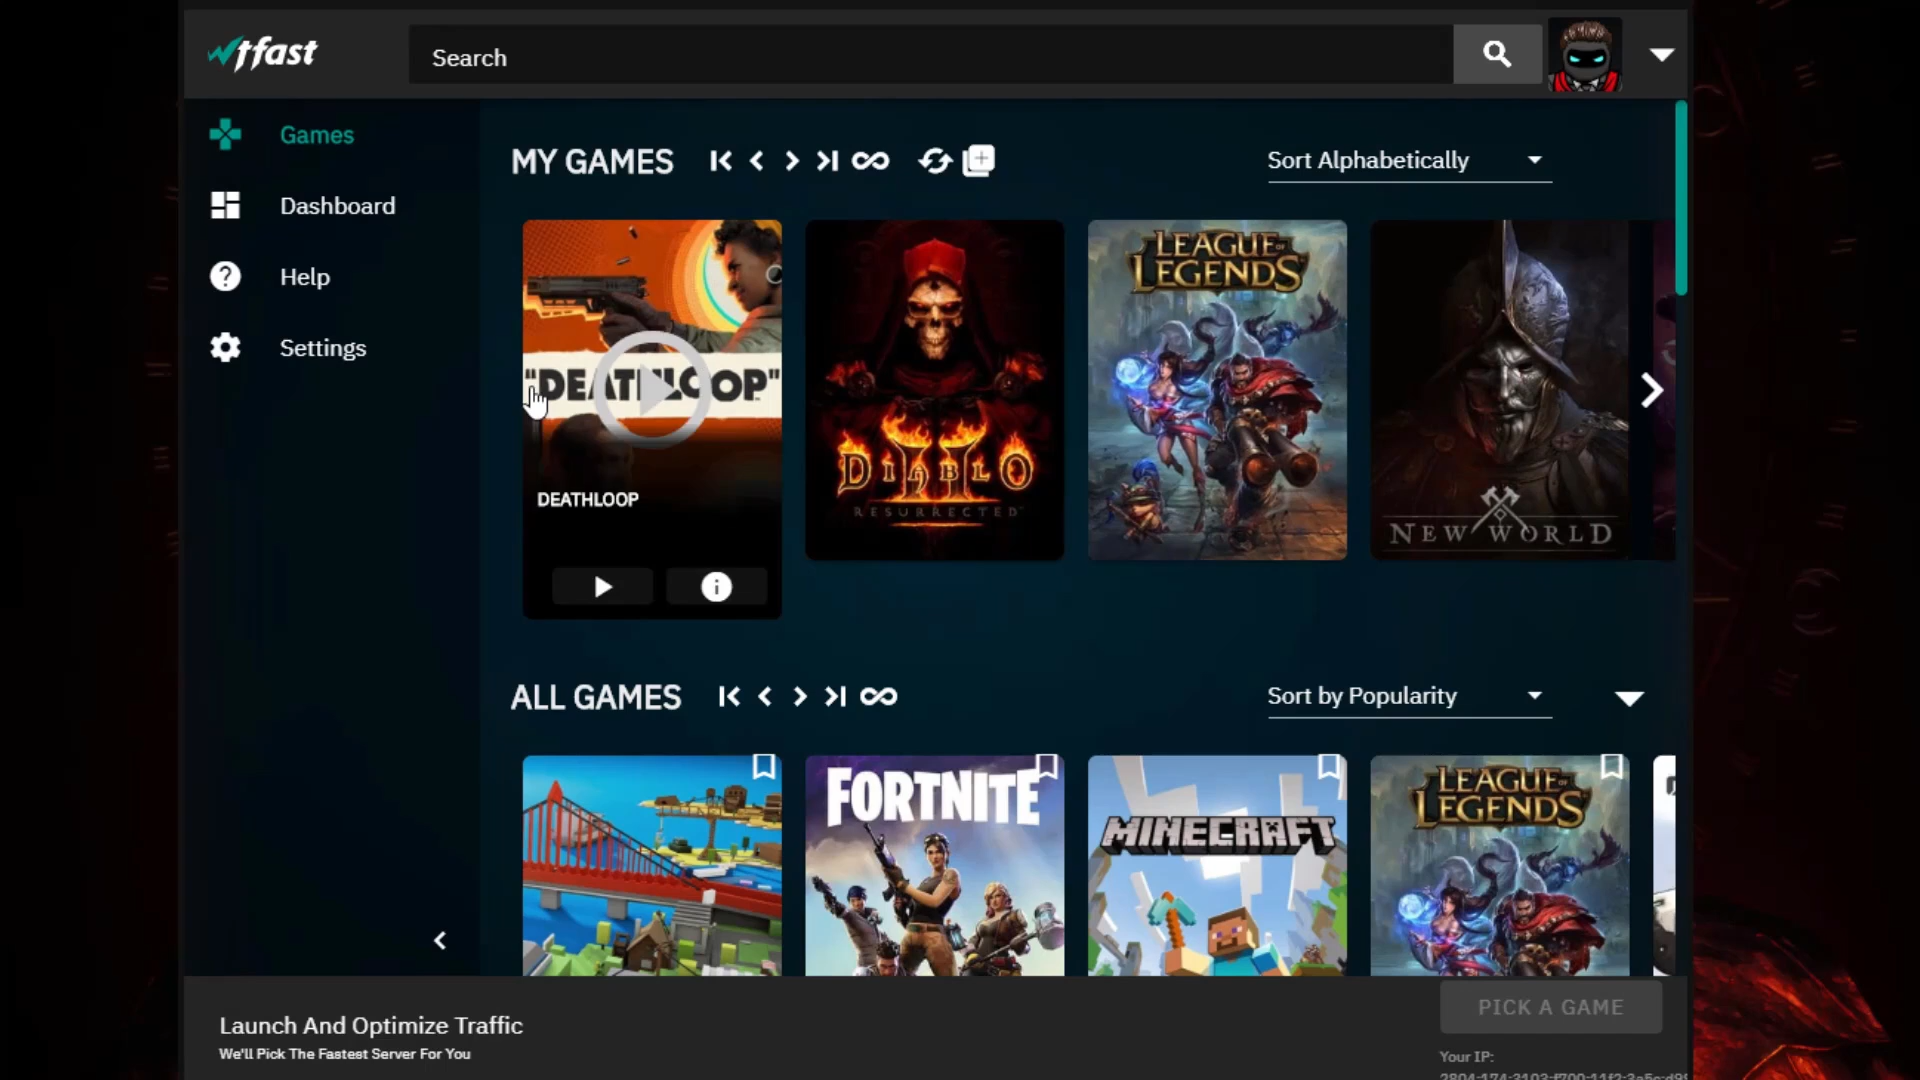 wtfast
Search
Games
Dashboard
Help
Settings
MY GAMES
Sort Alphabetically
"DEATHLOOP"
DEATHLOOP
DIABLO
II
RESURRECTED
LEAGUE OF
LEGENDS
NEW WORLD
ALL GAMES
Sort by Popularity
FORTNITE
MINECRAFT
LEAGUE OF
LEGENDS
Launch And Optimize Traffic
We'll Pick The Fastest Server For You
PICK A GAME
Your IP: